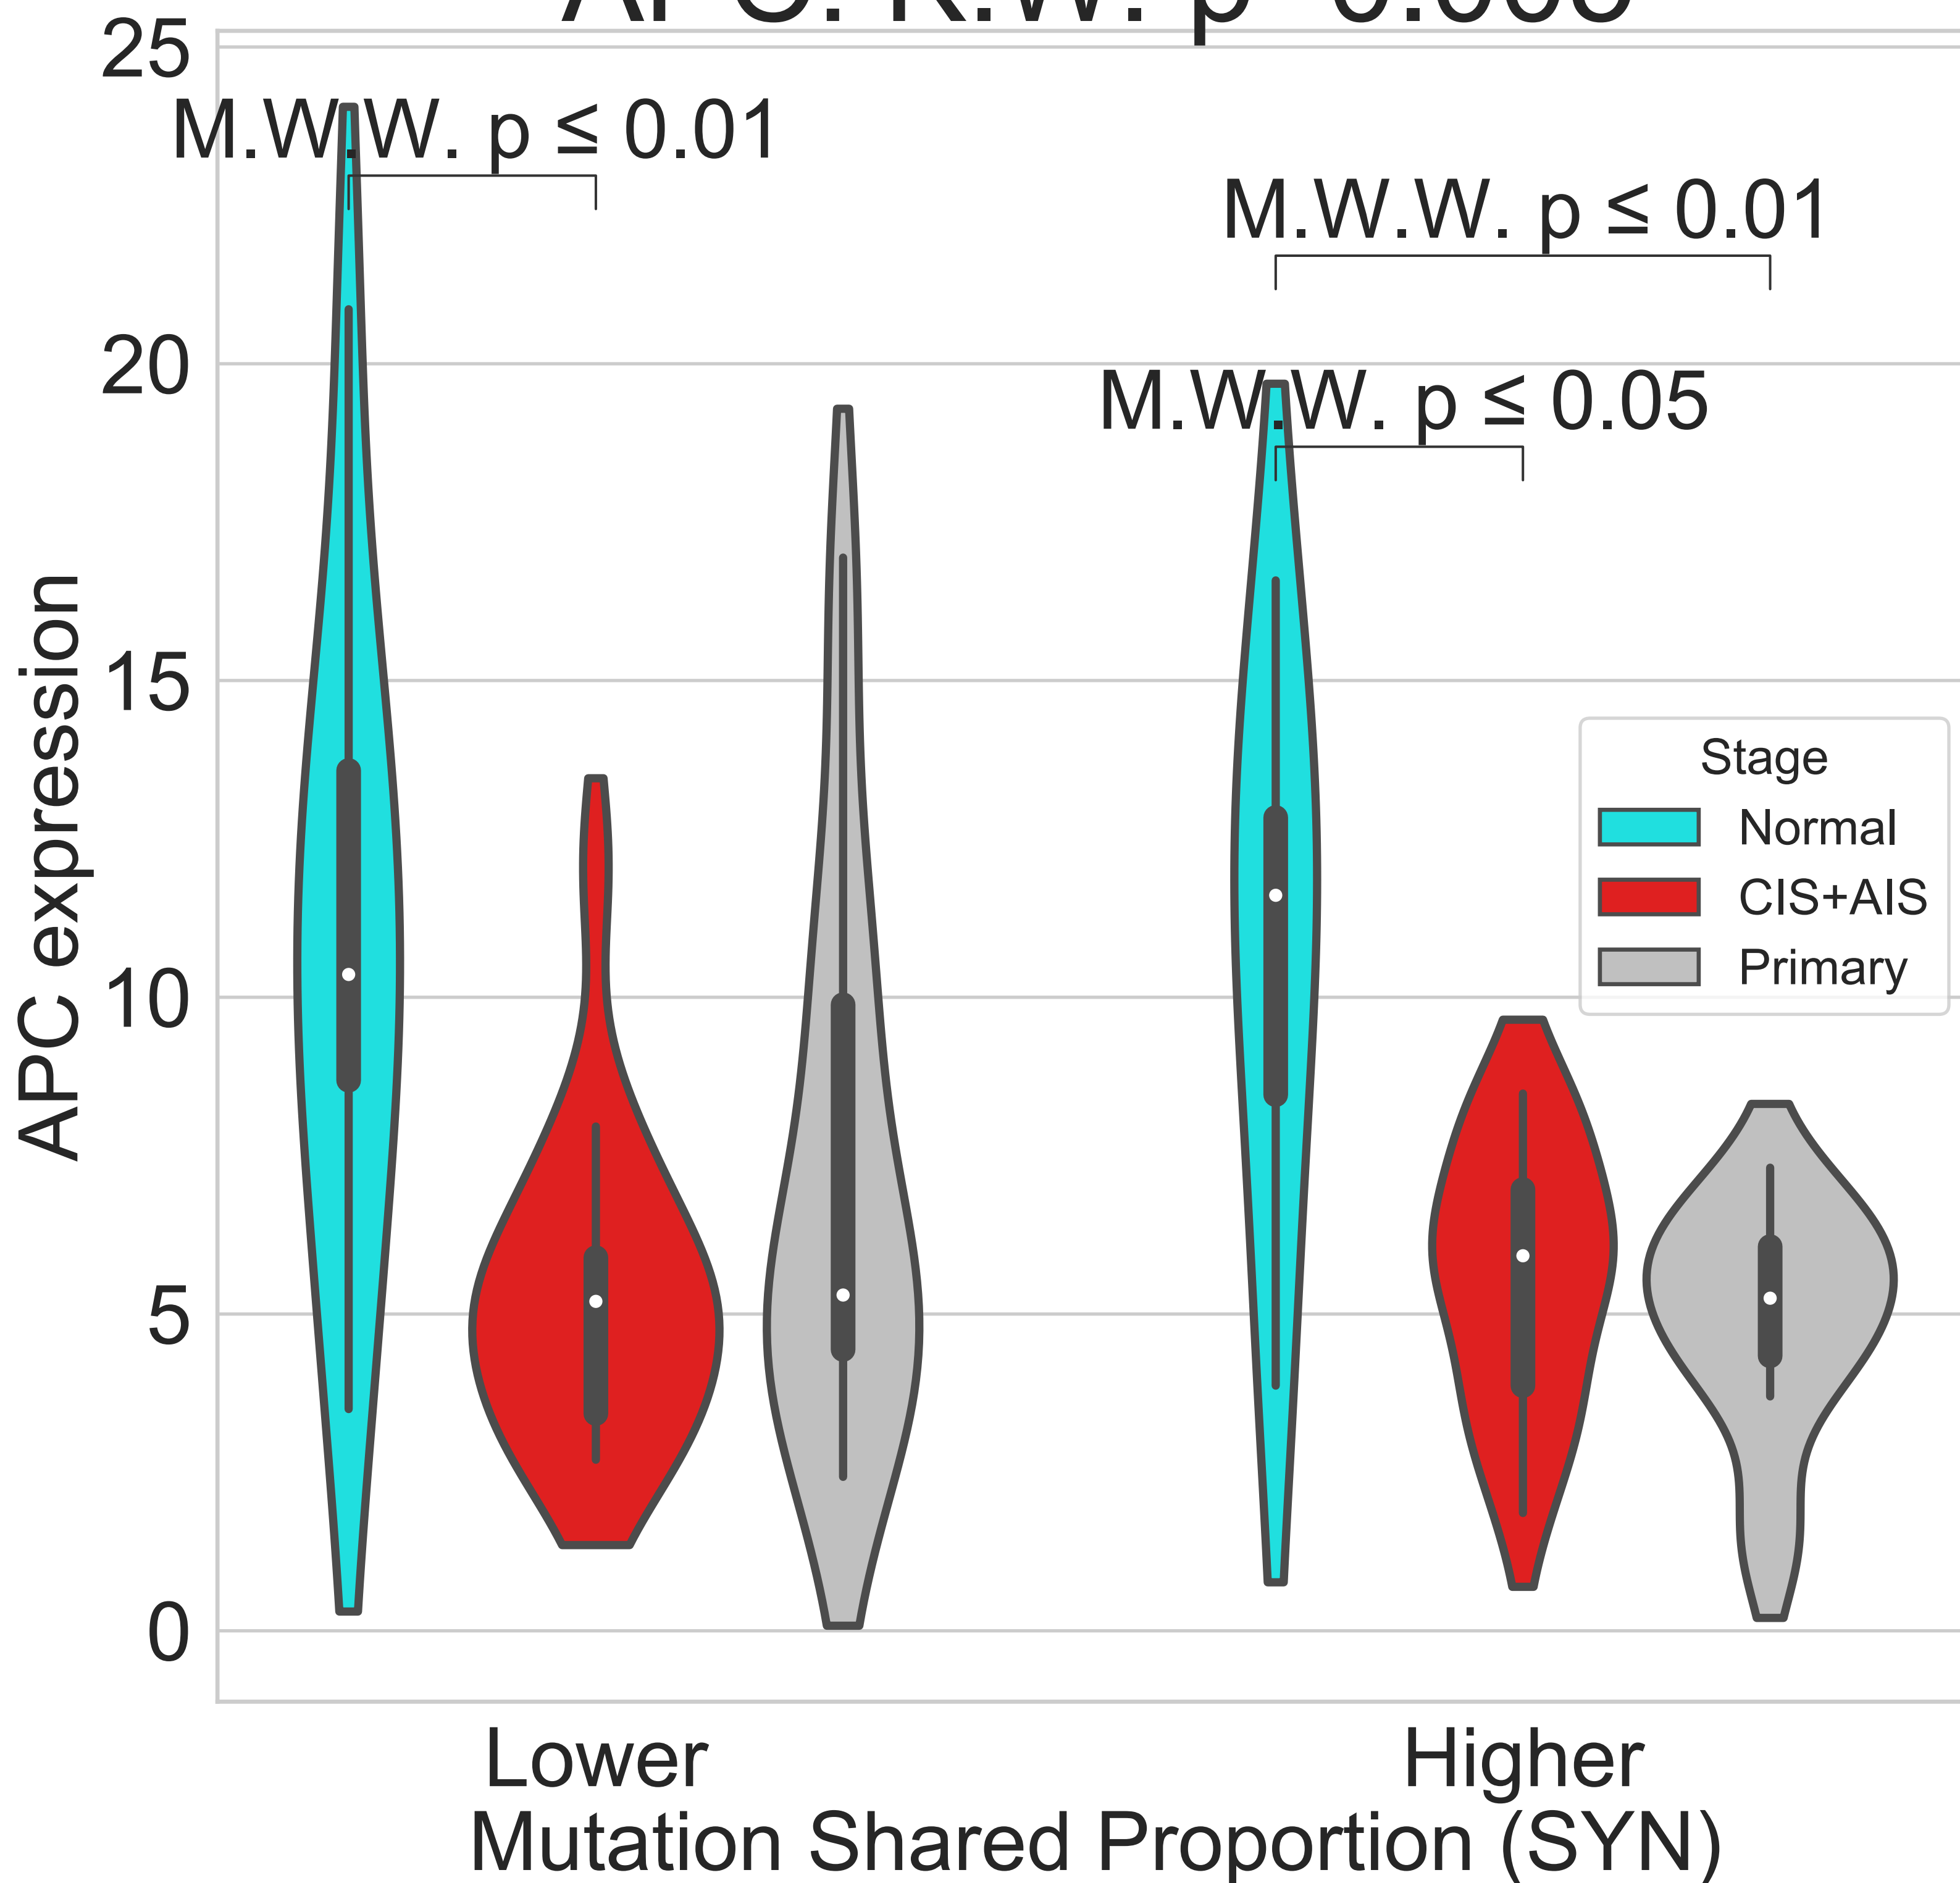 25
M.W.W. p ≤ 0.01
M.W.W. p ≤ 0.01
20
M.W.W. p ≤ 0.05
15
10
5
0
APC expression
Stage
Normal
CIS+AIS
Primary
Lower
Higher
Mutation Shared Proportion (SYN)